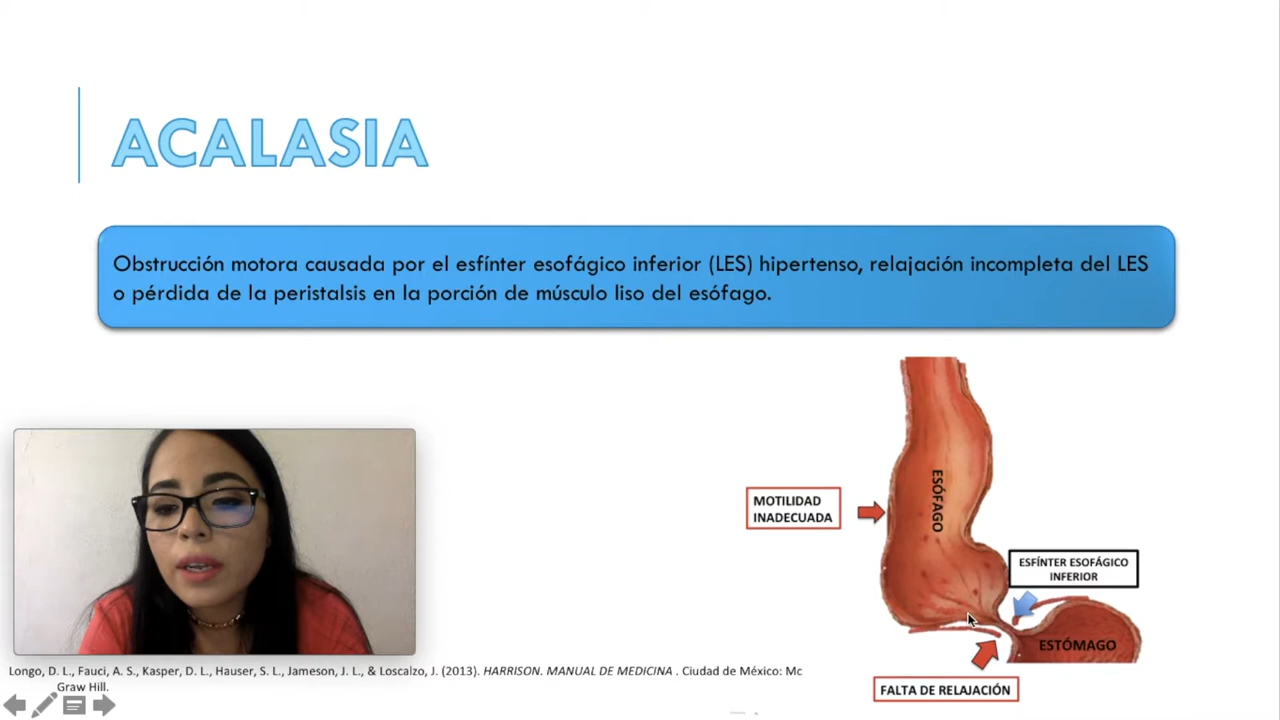 ACALASIA
Obstrucción motora causada por el esfínter esofágico inferior (LES) hipertenso, relajación incompleta del LES
o pérdida de la peristalsis en la porción de músculo liso del esófago.
ESÓFAGO
MOTILIDAD
INADECUADA
ESFÍNTER ESOFÁGICO
INFERIOR
ESTÓMAGO
FALTA DE RELAJACIÓN
Longo, D. L., Fauci, A. S., Kasper, D. L., Hauser, S. L., Jameson, J. L., & Loscalzo, J. (2013). HARRISON. MANUAL DE MEDICINA . Ciudad de México: Mc
Graw Hill.